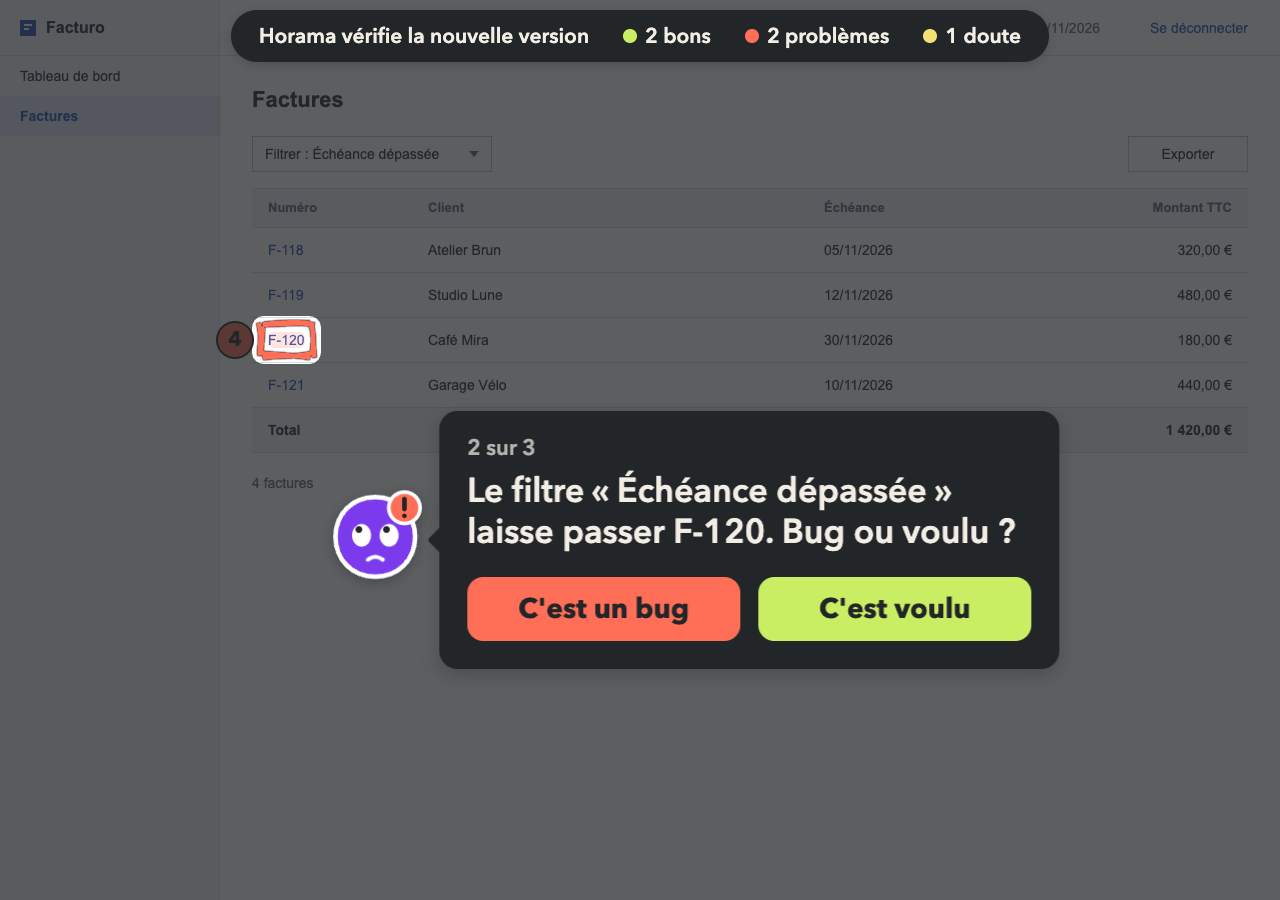 Facturo
Horama vérifie la nouvelle version 2 bons 2 problèmes 1 doute
/11/2026 Se déconnecter
Tableau de bord
Factures
Factures
Filtrer : Échéance dépassée
Exporter
Numéro Client Échéance Montant TTC
F-118 Atelier Brun 05/11/2026 320,00 €
F-119 Studio Lune 12/11/2026 480,00 €
4 F-120 Café Mira 30/11/2026 180,00 €
F-121 Garage Vélo 10/11/2026 440,00 €
Total 1 420,00 €
4 factures
2 sur 3
Le filtre « Échéance dépassée »
laisse passer F-120. Bug ou voulu ?
!
C'est un bug C'est voulu